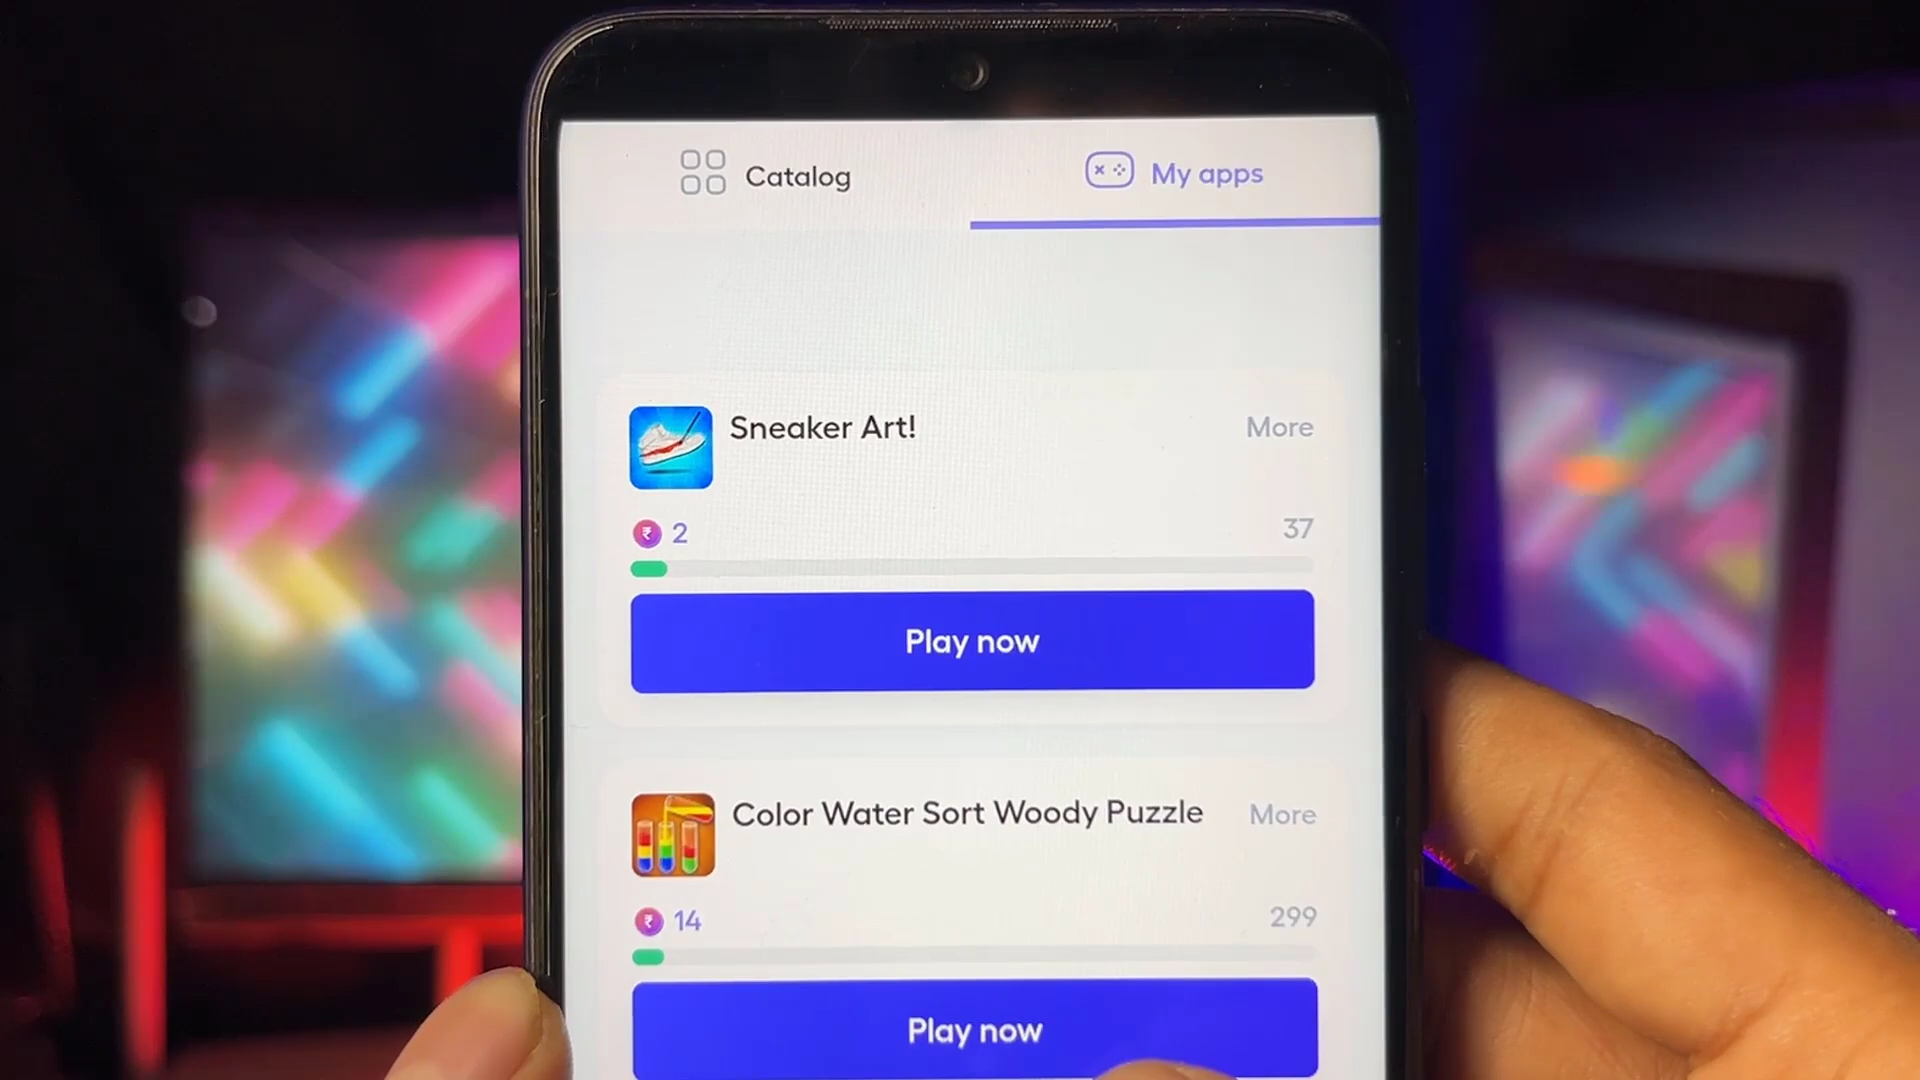 Catalog
My apps
Sneaker Art!
More
₹ 2
37
Play now
Color Water Sort Woody Puzzle
More
₹ 14
299
Play now